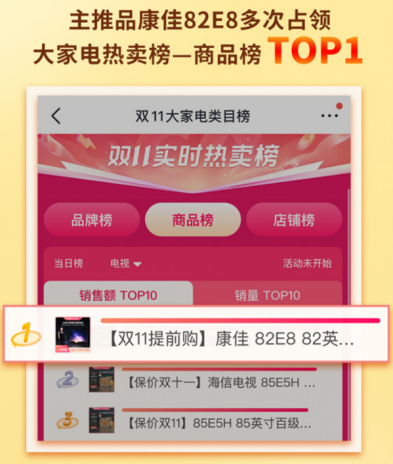 主推品康佳82E8多次占领
大家电热卖榜—商品榜 TOP1
双11大家电类目榜
双11实时热卖榜
品牌榜 商品榜 店铺榜
当日榜 电视 活动未开始
销售额 TOP10 销量 TOP10
1 【双11提前购】康佳 82E8 82英...
2 【保价双十一】海信电视 85E5H ...
3 【保价双11】85E5H 85英寸百级...